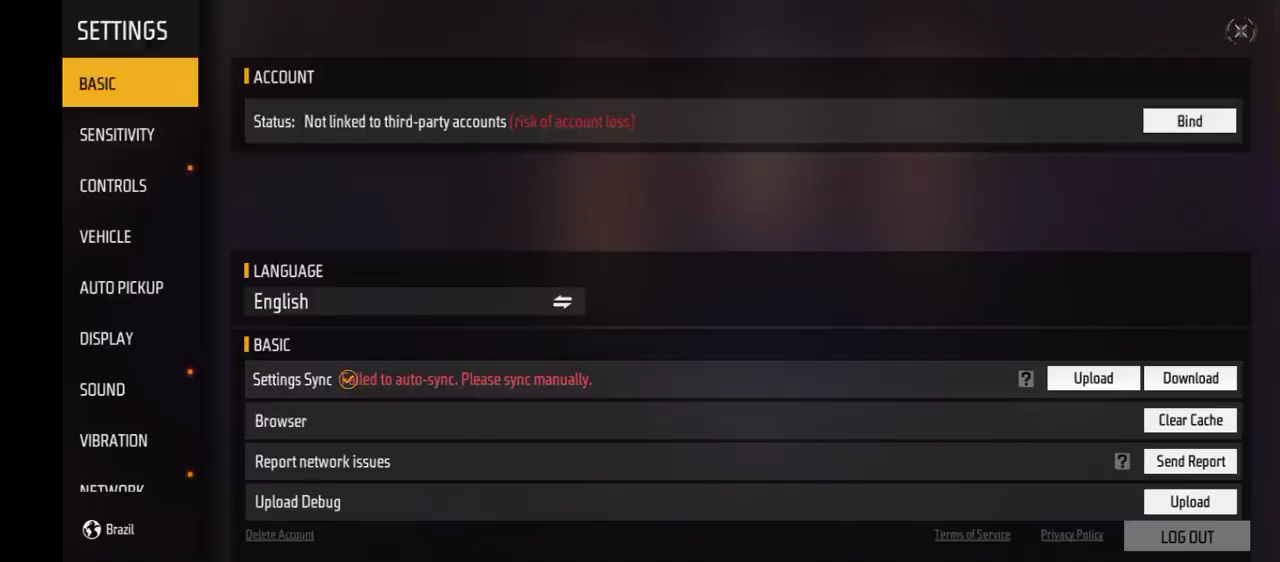 SETTINGS
BASIC
SENSITIVITY
CONTROLS
VEHICLE
AUTO PICKUP
DISPLAY
SOUND
VIBRATION
NETWORK
Brazil
ACCOUNT
Status: Not linked to third-party accounts (risk of account loss)
Bind
LANGUAGE
English
BASIC
Settings Sync Failed to auto-sync. Please sync manually.
? Upload Download
Browser
Clear Cache
Report network issues
? Send Report
Upload Debug
Upload
Delete Account
Terms of Service
Privacy Policy
LOG OUT